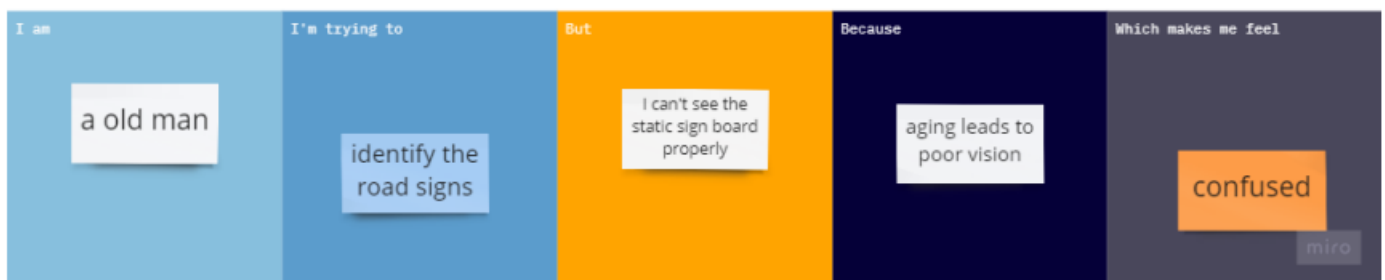 I am
a old man
I'm trying to
identify the
road signs
But
I can't see the
static sign board
properly
Because
aging leads to
poor vision
Which makes me feel
confused
miro